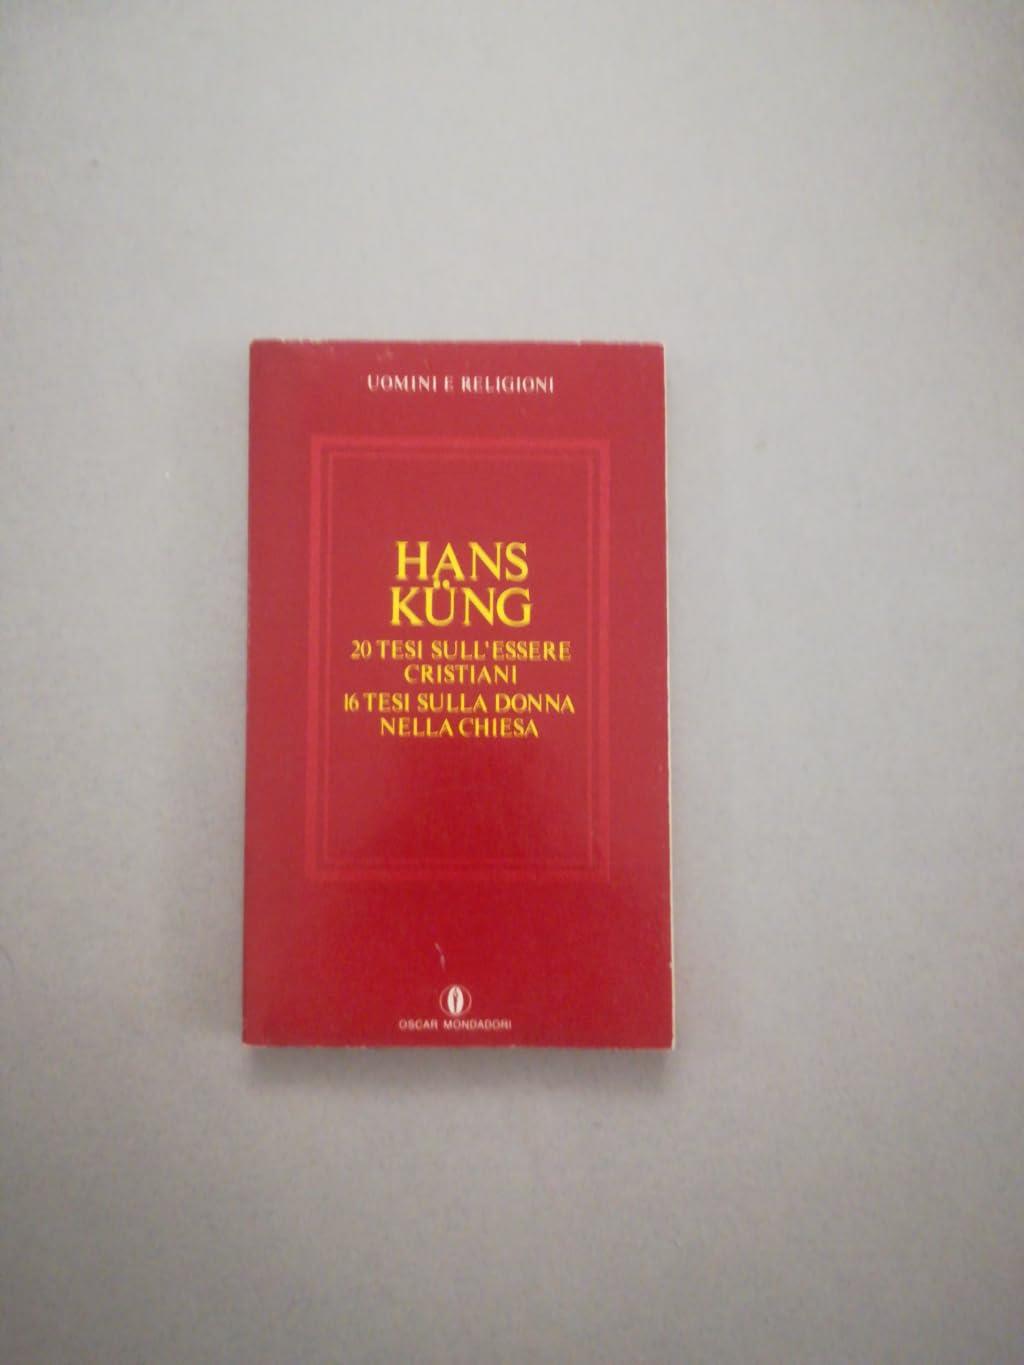 UOMINI E RELIGIONI
HANS
KÜNG
20 TESI SULL'ESSERE
CRISTIANI
16 TESI SULLA DONNA
NELLA CHIESA
OSCAR MONDADORI